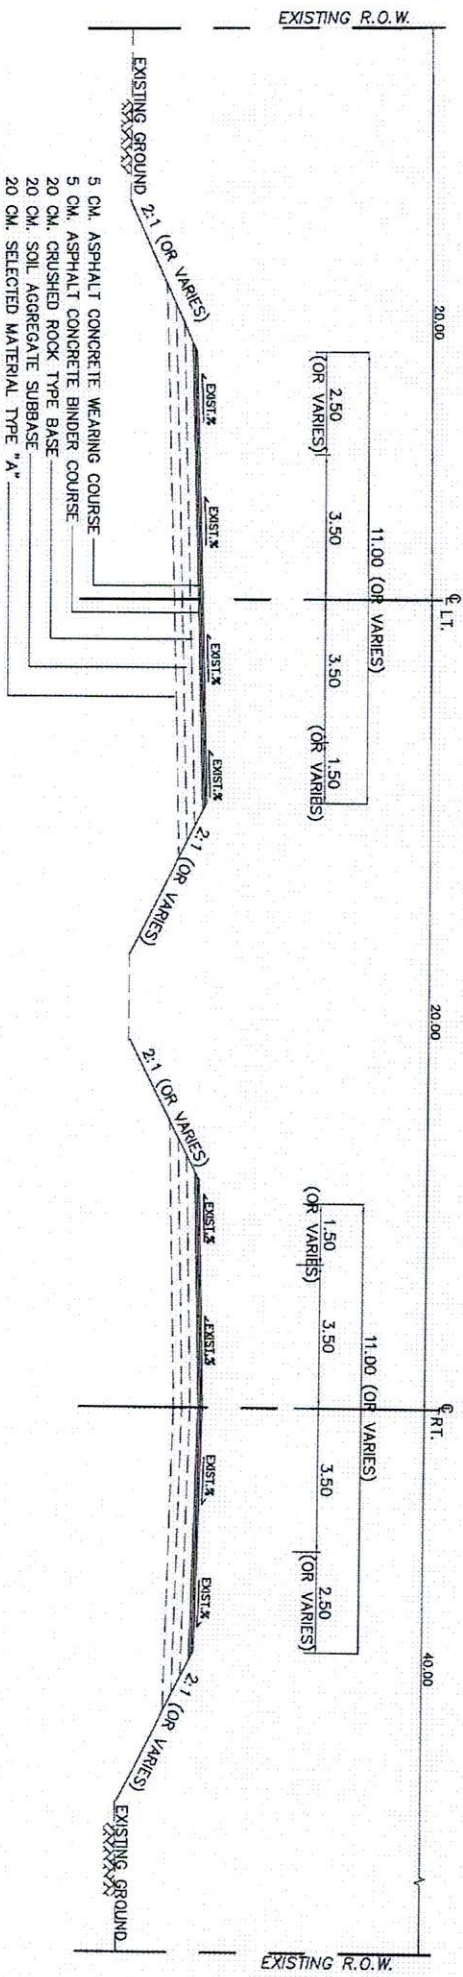 EXISTING R.O.W.
20.00
℄ LT.
20.00
℄ RT.
40.00
EXISTING R.O.W.
11.00 (OR VARIES)
2.50
(OR VARIES)
3.50
3.50
1.50
(OR VARIES)
11.00 (OR VARIES)
1.50
(OR VARIES)
3.50
3.50
2.50
(OR VARIES)
EXISTING GROUND
2:1 (OR VARIES)
EXIST.%
EXIST.%
EXIST.%
EXIST.%
2:1 (OR VARIES)
2:1 (OR VARIES)
EXIST.%
EXIST.%
EXIST.%
EXIST.%
2:1 (OR VARIES)
EXISTING GROUND
5 CM. ASPHALT CONCRETE WEARING COURSE
5 CM. ASPHALT CONCRETE BINDER COURSE
20 CM. CRUSHED ROCK TYPE BASE
20 CM. SOIL AGGREGATE SUBBASE
20 CM. SELECTED MATERIAL TYPE "A"